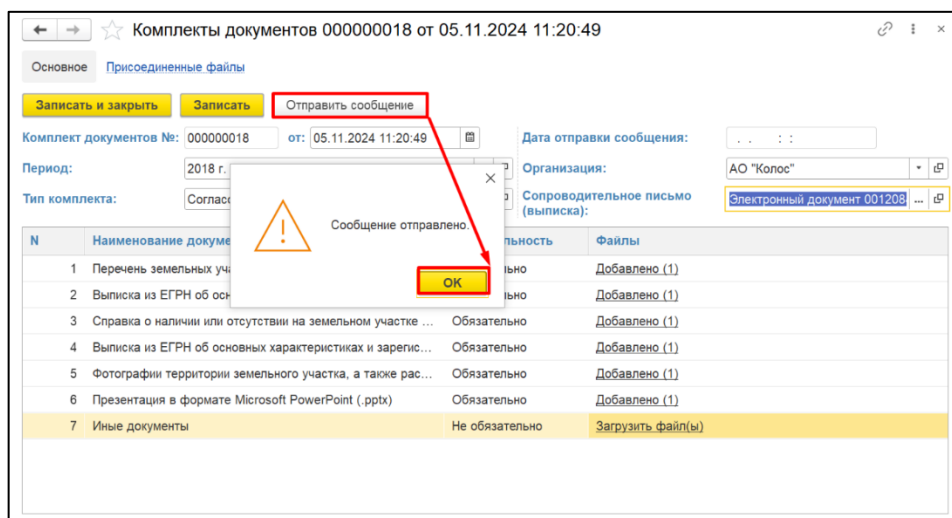 Комплекты документов 000000018 от 05.11.2024 11:20:49
Основное Присоединенные файлы
Записать и закрыть Записать Отправить сообщение
Комплект документов №: 000000018 от: 05.11.2024 11:20:49 Дата отправки сообщения: . . : :
Период: 2018 г. Организация: АО "Колос"
Тип комплекта: Соглас Сопроводительное письмо (выписка): Электронный документ 001208 ...
Сообщение отправлено.
OK
N Наименование докуме льность Файлы
1 Перечень земельных уча льно Добавлено (1)
2 Выписка из ЕГРН об осн льно Добавлено (1)
3 Справка о наличии или отсутствии на земельном участке ... Обязательно Добавлено (1)
4 Выписка из ЕГРН об основных характеристиках и зарегис... Обязательно Добавлено (1)
5 Фотографии территории земельного участка, а также рас... Обязательно Добавлено (1)
6 Презентация в формате Microsoft PowerPoint (.pptx) Обязательно Добавлено (1)
7 Иные документы Не обязательно Загрузить файл(ы)